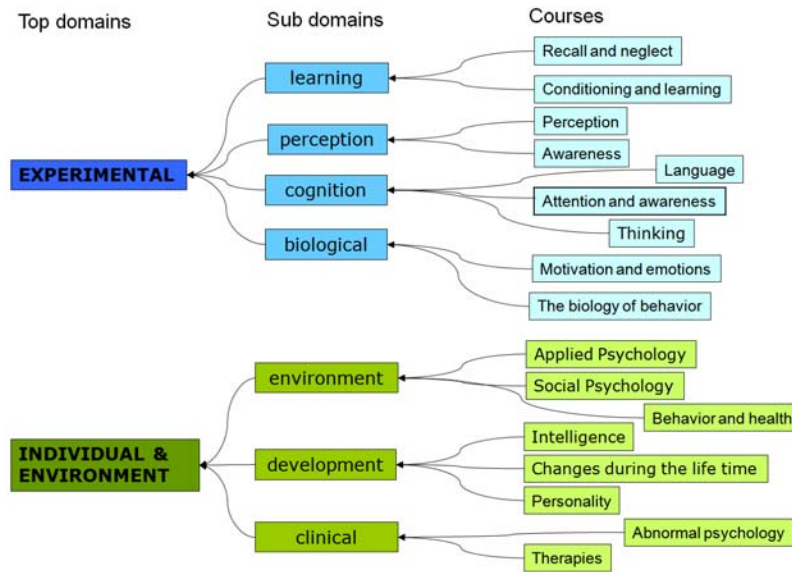 Top domains
Sub domains
Courses
EXPERIMENTAL
learning
Recall and neglect
Conditioning and learning
perception
Perception
Awareness
cognition
Language
Attention and awareness
Thinking
biological
Motivation and emotions
The biology of behavior
INDIVIDUAL &
ENVIRONMENT
environment
Applied Psychology
Social Psychology
Behavior and health
development
Intelligence
Changes during the life time
Personality
clinical
Abnormal psychology
Therapies